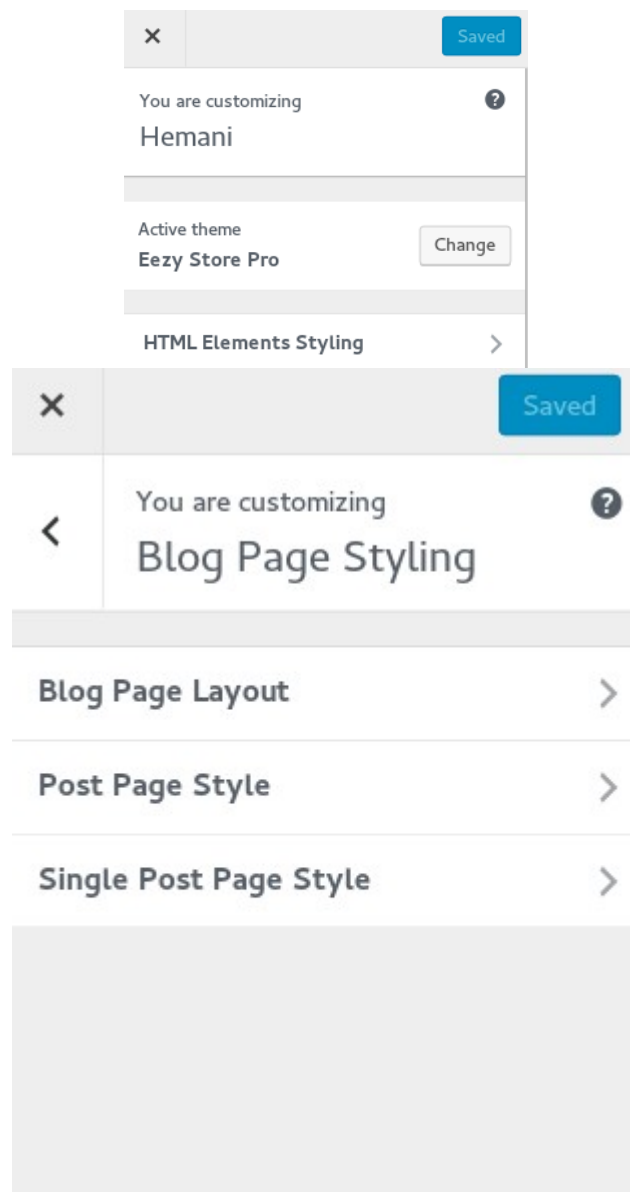 Saved
You are customizing
Hemani
Active theme
Eezy Store Pro
Change
HTML Elements Styling
Saved
You are customizing
Blog Page Styling
Blog Page Layout
Post Page Style
Single Post Page Style